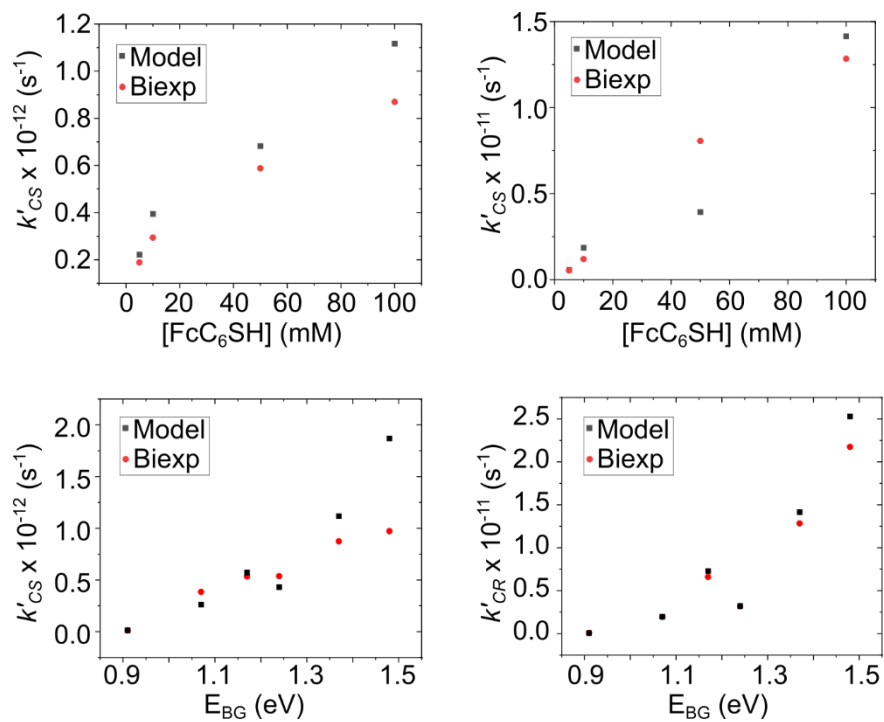 1.2
1.0
0.8
0.6
0.4
0.2
k′CS x 10⁻¹² (s⁻¹)
Model
Biexp
0 20 40 60 80 100
[FcC₆SH] (mM)
1.5
1.0
0.5
0.0
k′CS x 10⁻¹¹ (s⁻¹)
Model
Biexp
0 20 40 60 80 100
[FcC₆SH] (mM)
2.0
1.5
1.0
0.5
0.0
k′CS x 10⁻¹² (s⁻¹)
Model
Biexp
0.9 1.1 1.3 1.5
E_BG (eV)
2.5
2.0
1.5
1.0
0.5
0.0
k′CR x 10⁻¹¹ (s⁻¹)
Model
Biexp
0.9 1.1 1.3 1.5
E_BG (eV)